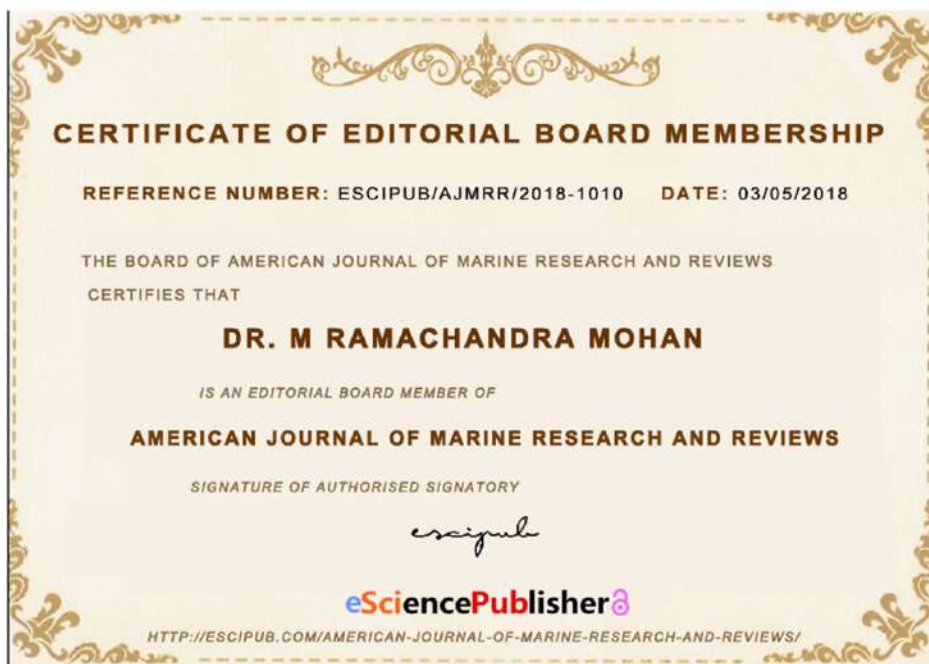 CERTIFICATE OF EDITORIAL BOARD MEMBERSHIP
REFERENCE NUMBER: ESCIPUB/AJMRR/2018-1010 DATE: 03/05/2018
THE BOARD OF AMERICAN JOURNAL OF MARINE RESEARCH AND REVIEWS
CERTIFIES THAT
DR. M RAMACHANDRA MOHAN
IS AN EDITORIAL BOARD MEMBER OF
AMERICAN JOURNAL OF MARINE RESEARCH AND REVIEWS
SIGNATURE OF AUTHORISED SIGNATORY
escipub
eSciencePublisher
HTTP://ESCIPUB.COM/AMERICAN-JOURNAL-OF-MARINE-RESEARCH-AND-REVIEWS/